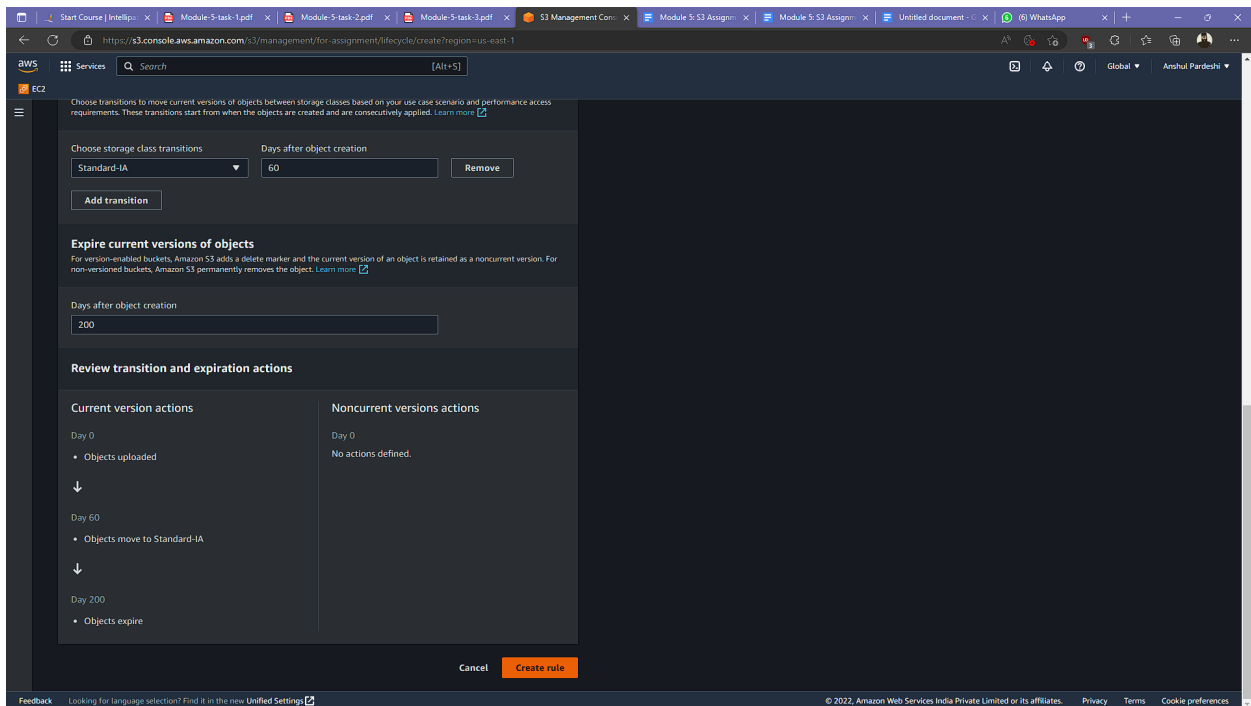 Start Course | Intellipa
Module-5-task-1.pdf
Module-5-task-2.pdf
Module-5-task-3.pdf
S3 Management Cons
Module 5: S3 Assignm
Module 5: S3 Assignm
Untitled document - G
(6) WhatsApp
https://s3.console.aws.amazon.com/s3/management/for-assignment/lifecycle/create?region=us-east-1
aws
Services
Search
[Alt+S]
Global
Anshul Pardeshi
EC2
Choose transitions to move current versions of objects between storage classes based on your use case scenario and performance access
requirements. These transitions start from when the objects are created and are consecutively applied. Learn more
Choose storage class transitions
Days after object creation
Standard-IA
60
Remove
Add transition
Expire current versions of objects
For version-enabled buckets, Amazon S3 adds a delete marker and the current version of an object is retained as a noncurrent version. For
non-versioned buckets, Amazon S3 permanently removes the object. Learn more
Days after object creation
200
Review transition and expiration actions
Current version actions
Day 0
• Objects uploaded
Day 60
• Objects move to Standard-IA
Day 200
• Objects expire
Noncurrent versions actions
Day 0
No actions defined.
Cancel
Create rule
Feedback
Looking for language selection? Find it in the new Unified Settings
© 2022, Amazon Web Services India Private Limited or its affiliates.
Privacy
Terms
Cookie preferences